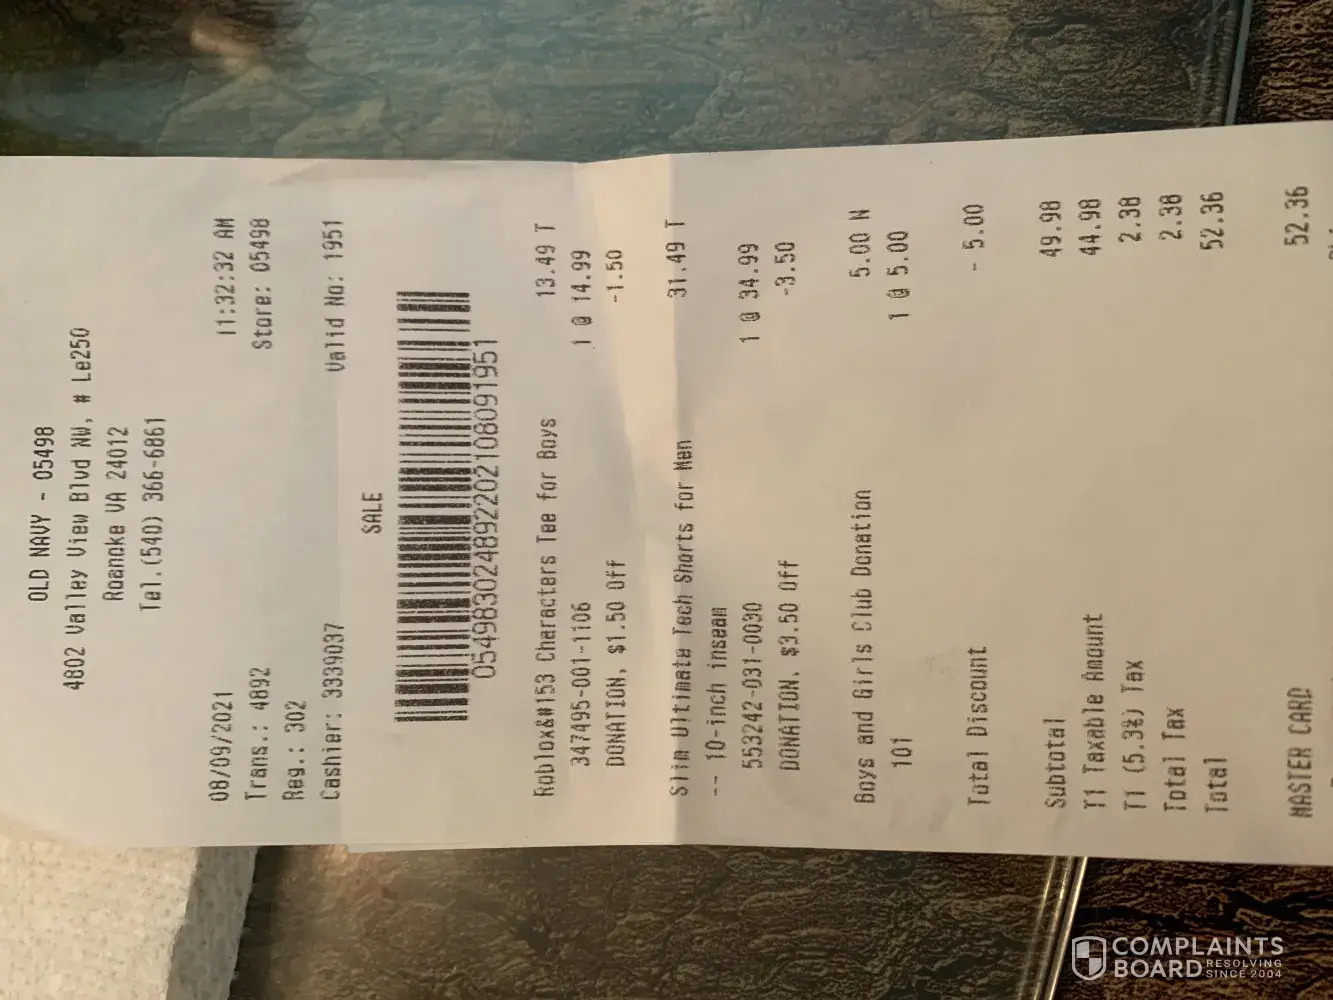 OLD NAVY - 05498
4802 Valley View Blvd NW, # Le250
Roanoke VA 24012
Tel.(540) 366-6861
08/09/2021 11:32:32 AM
Trans.: 4892 Store: 05498
Reg.: 302
Cashier: 3339037 Valid No: 1951
SALE
054983024892202108091951
Roblox&#153 Characters Tee for Boys 13.49 T
347495-001-1106 1 @ 14.99
DONATION, $1.50 Off -1.50
Slim Ultimate Tech Shorts for Men 31.49 T
-- 10-inch inseam
553242-031-0030 1 @ 34.99
DONATION, $3.50 Off -3.50
Boys and Girls Club Donation 5.00 N
101 1 @ 5.00
Total Discount - 5.00
Subtotal 49.98
T1 Taxable Amount 44.98
T1 (5.3%) Tax 2.38
Total Tax 2.38
Total 52.36
MASTER CARD 52.36
COMPLAINTS
BOARD RESOLVING
SINCE 2004